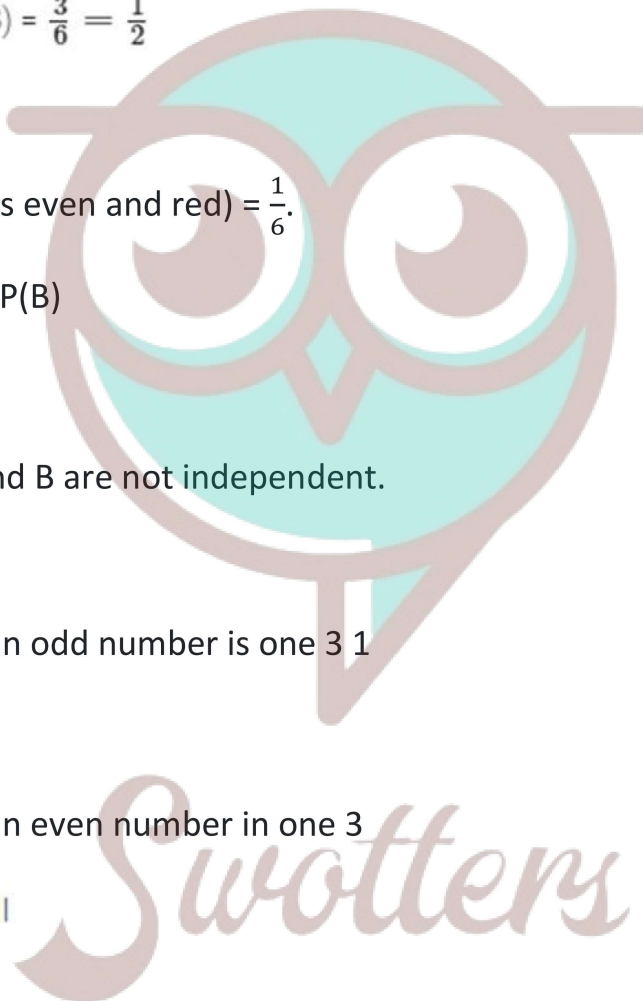 ) = 3/6 = 1/2
s even and red) = 1/6.
P(B)
nd B are not independent.
n odd number is one 3 1
n even number in one 3
Swotters